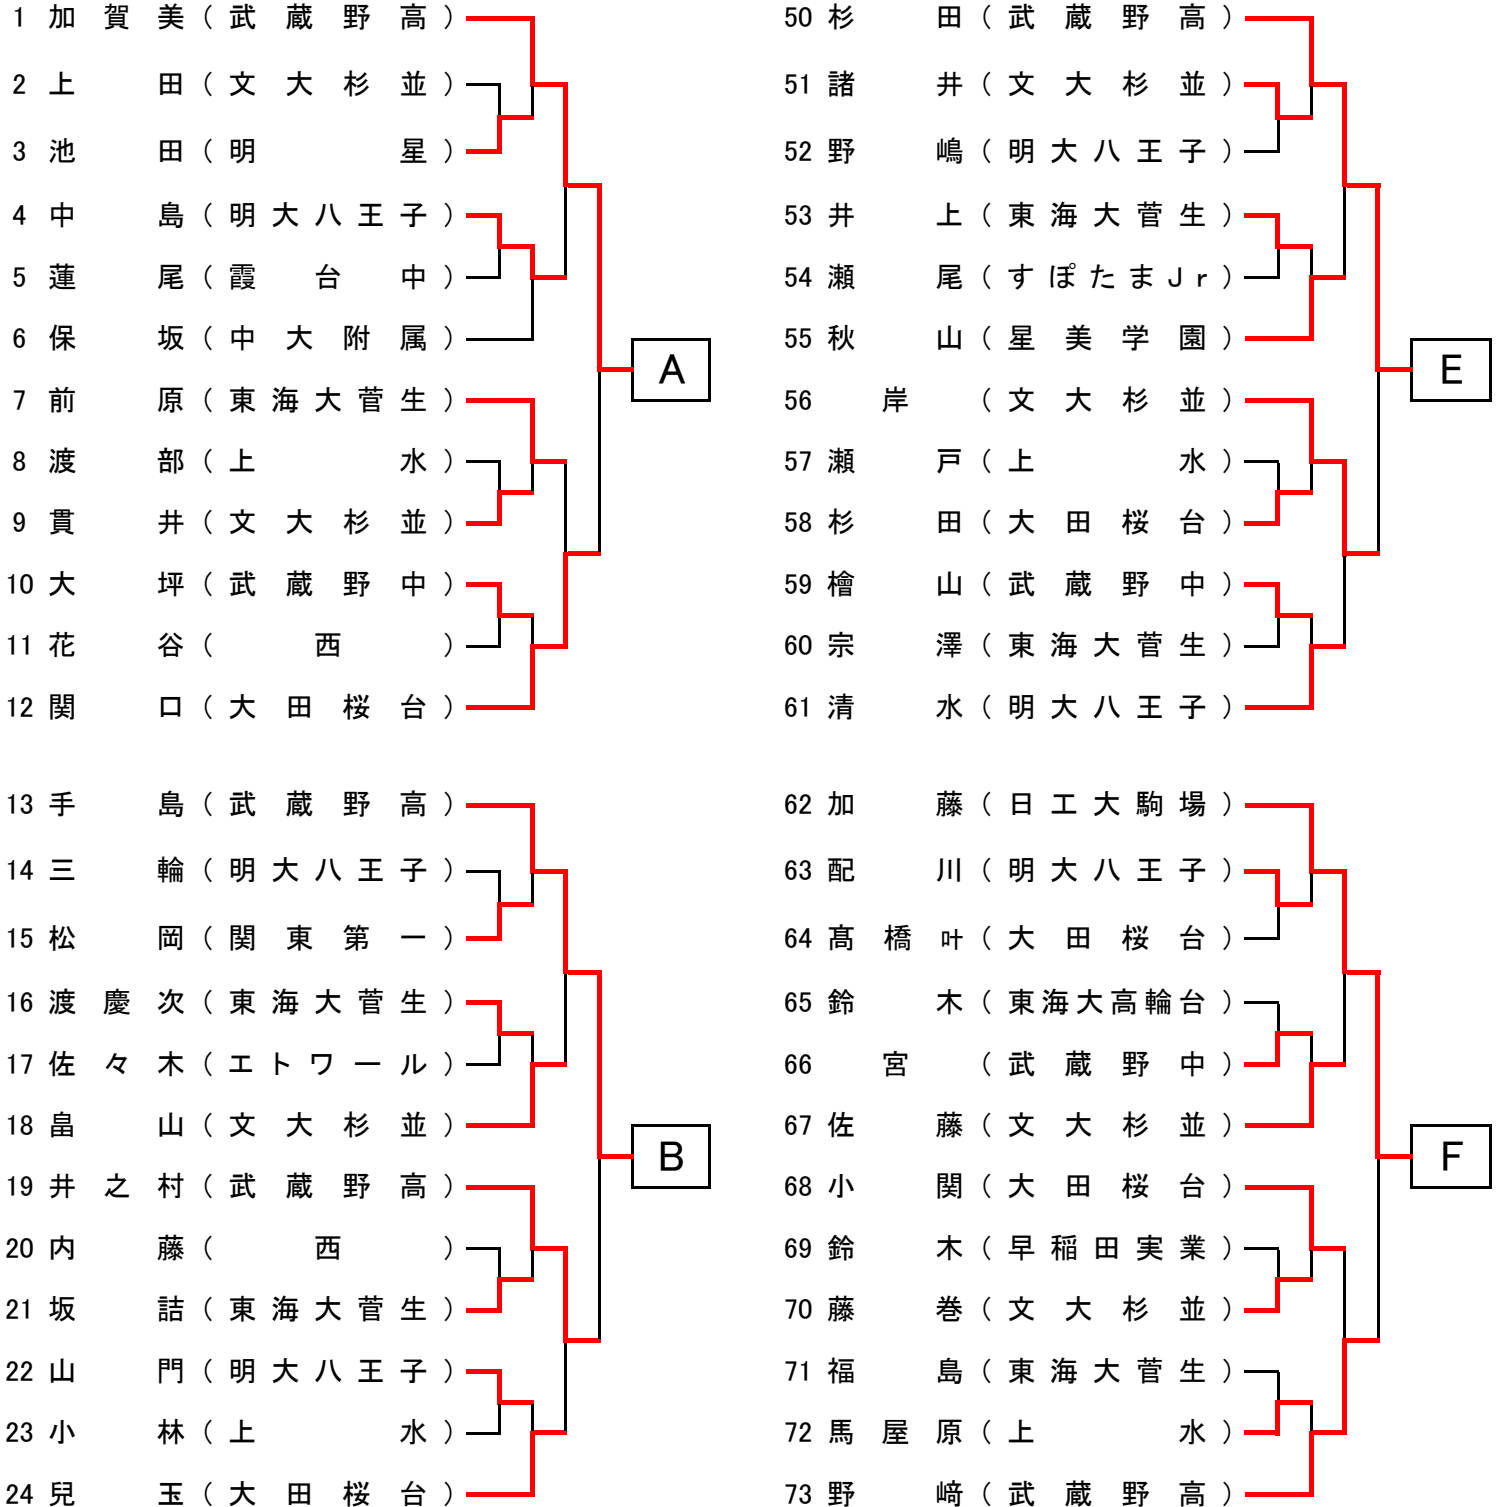 1 加賀美(武蔵野高)
2 上田(文大杉並)
3 池田(明星)
4 中島(明大八王子)
5 蓮尾(霞台中)
6 保坂(中大附属)
A
7 前原(東海大菅生)
8 渡部(上水)
9 貫井(文大杉並)
10 大坪(武蔵野中)
11 花谷(西)
12 関口(大田桜台)
13 手島(武蔵野高)
14 三輪(明大八王子)
15 松岡(関東第一)
16 渡慶次(東海大菅生)
17 佐々木(エトワール)
18 畠山(文大杉並)
B
19 井之村(武蔵野高)
20 内藤(西)
21 坂詰(東海大菅生)
22 山門(明大八王子)
23 小林(上水)
24 兒玉(大田桜台)
50 杉田(武蔵野高)
51 諸井(文大杉並)
52 野嶋(明大八王子)
53 井上(東海大菅生)
54 瀬尾(すぽたまJr)
55 秋山(星美学園)
E
56 岸(文大杉並)
57 瀬戸(上水)
58 杉田(大田桜台)
59 檜山(武蔵野中)
60 宗澤(東海大菅生)
61 清水(明大八王子)
62 加藤(日工大駒場)
63 配川(明大八王子)
64 髙橋叶(大田桜台)
65 鈴木(東海大高輪台)
66 宮(武蔵野中)
67 佐藤(文大杉並)
F
68 小関(大田桜台)
69 鈴木(早稲田実業)
70 藤巻(文大杉並)
71 福島(東海大菅生)
72 馬屋原(上水)
73 野﨑(武蔵野高)